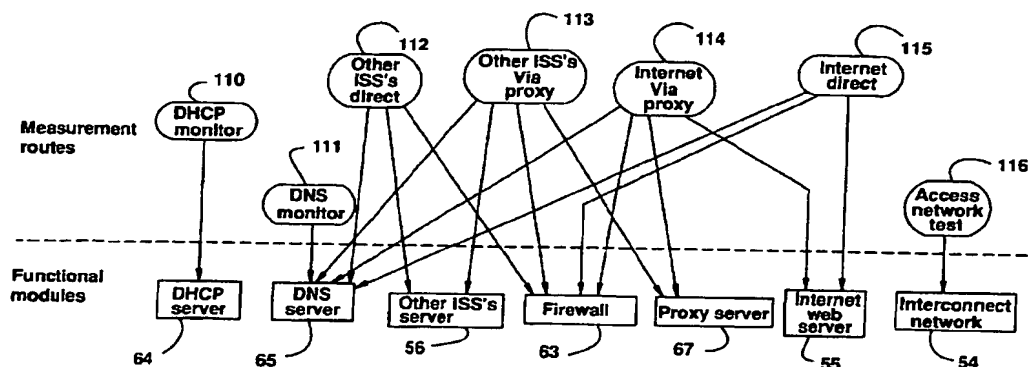 112
113
114
115
Other
ISS's
direct
Other ISS's
Via
proxy
Internet
Via
proxy
Internet
direct
110
DHCP
monitor
Measurement
routes
111
DNS
monitor
116
Access
network
test
Functional
modules
DHCP
server
DNS
server
Other ISS's
server
Firewall
Proxy server
Internet
web
server
Interconnect
network
64
65
56
63
67
55
54